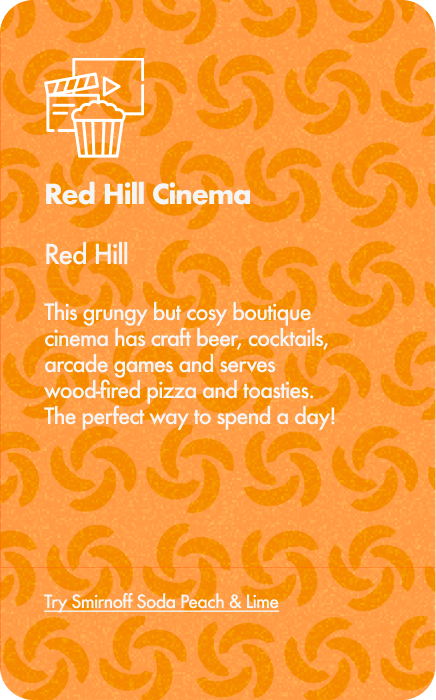 Red Hill Cinema
Red Hill
This grungy but cosy boutique
cinema has craft beer, cocktails,
arcade games and serves
wood-fired pizza and toasties.
The perfect way to spend a day!
Try Smirnoff Soda Peach & Lime